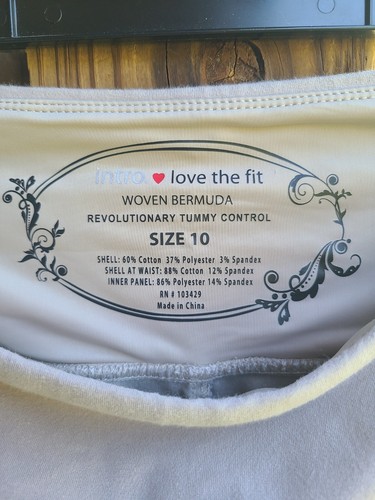 intro. ♥ love the fit
WOVEN BERMUDA
REVOLUTIONARY TUMMY CONTROL
SIZE 10
SHELL: 60% Cotton 37% Polyester 3% Spandex
SHELL AT WAIST: 88% Cotton 12% Spandex
INNER PANEL: 86% Polyester 14% Spandex
RN # 103429
Made in China